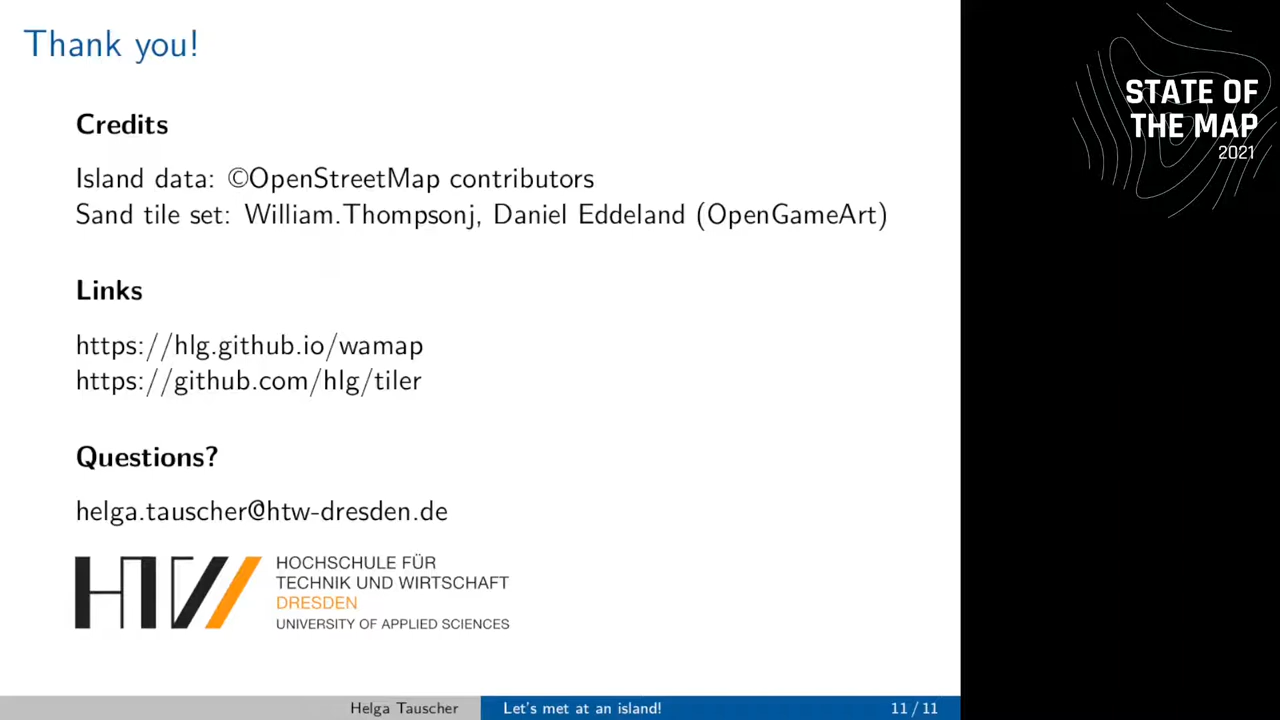 Thank you!
Credits
Island data: ©OpenStreetMap contributors
Sand tile set: William.Thompsonj, Daniel Eddeland (OpenGameArt)
Links
https://hlg.github.io/wamap
https://github.com/hlg/tiler
Questions?
helga.tauscher@htw-dresden.de
HTW
HOCHSCHULE FÜR
TECHNIK UND WIRTSCHAFT
DRESDEN
UNIVERSITY OF APPLIED SCIENCES
Helga Tauscher
Let's met at an island!
11 / 11
STATE OF
THE MAP
2021